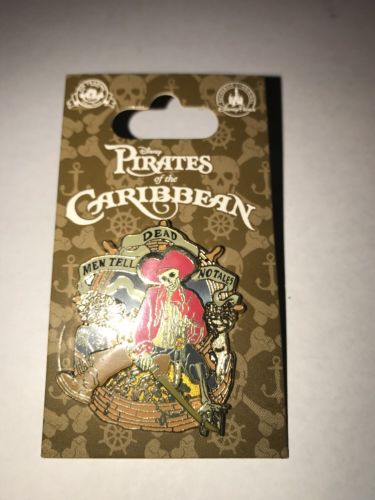 Disney
PIRATES
of the
CARIBBEAN
DEAD
MEN TELL
NO TALES